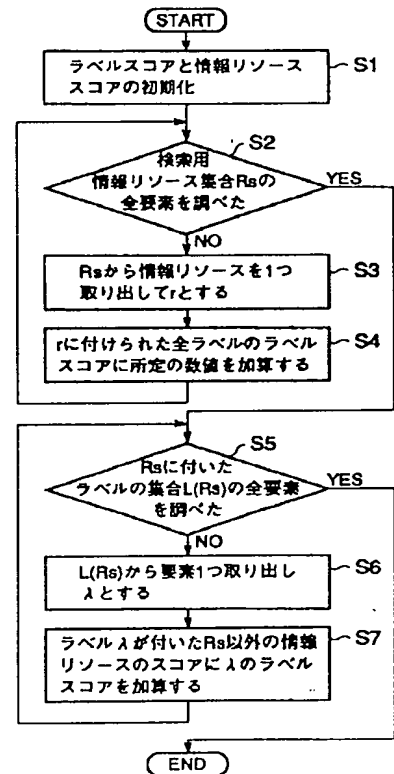 START
ラベルスコアと情報リソース
スコアの初期化
S1
S2
検索用
情報リソース集合Rsの
全要素を調べた
YES
NO
Rsから情報リソースを1つ
取り出してrとする
S3
rに付けられた全ラベルのラベル
スコアに所定の数値を加算する
S4
S5
Rsに付いた
ラベルの集合L(Rs)の全要素
を調べた
YES
NO
L(Rs)から要素1つ取り出し
λとする
S6
ラベルλが付いたRs以外の情報
リソースのスコアにλのラベル
スコアを加算する
S7
END